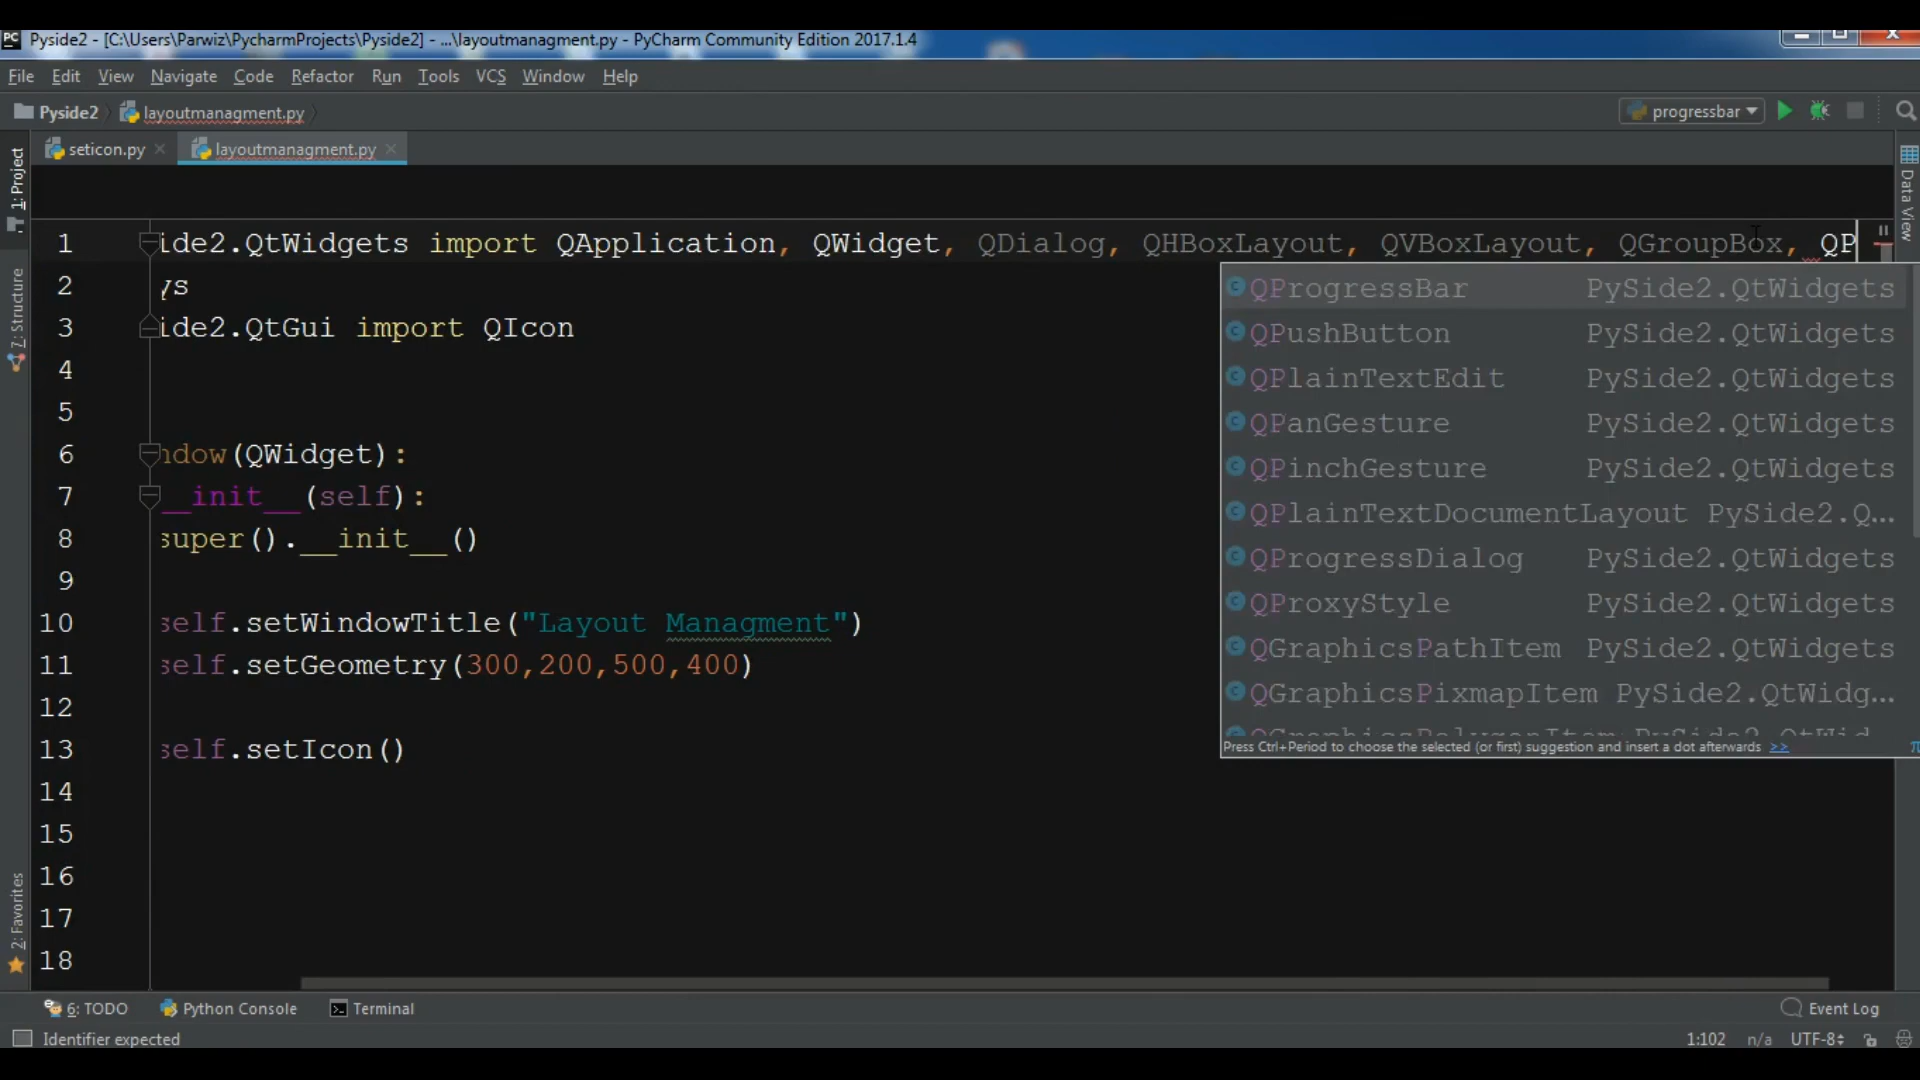 PC Pyside2 - [C:\Users\Parwiz\PycharmProjects\Pyside2] - ...\layoutmanagment.py - PyCharm Community Edition 2017.1.4
File Edit View Navigate Code Refactor Run Tools VCS Window Help
Pyside2 layoutmanagment.py progressbar
seticon.py layoutmanagment.py
1: Project
7: Structure
2: Favorites
Data View
1 ide2.QtWidgets import QApplication, QWidget, QDialog, QHBoxLayout, QVBoxLayout, QGroupBox, QP
2 ys
3 ide2.QtGui import QIcon
4
5
6 ndow(QWidget):
7 __init__(self):
8 super().__init__()
9
10 self.setWindowTitle("Layout Managment")
11 self.setGeometry(300,200,500,400)
12
13 self.setIcon()
14
15
16
17
18
QProgressBar PySide2.QtWidgets
QPushButton PySide2.QtWidgets
QPlainTextEdit PySide2.QtWidgets
QPanGesture PySide2.QtWidgets
QPinchGesture PySide2.QtWidgets
QPlainTextDocumentLayout PySide2.Q...
QProgressDialog PySide2.QtWidgets
QProxyStyle PySide2.QtWidgets
QGraphicsPathItem PySide2.QtWidgets
QGraphicsPixmapItem PySide2.QtWidg...
Press Ctrl+Period to choose the selected (or first) suggestion and insert a dot afterwards >> π
6: TODO Python Console Terminal Event Log
Identifier expected 1:102 n/a UTF-8